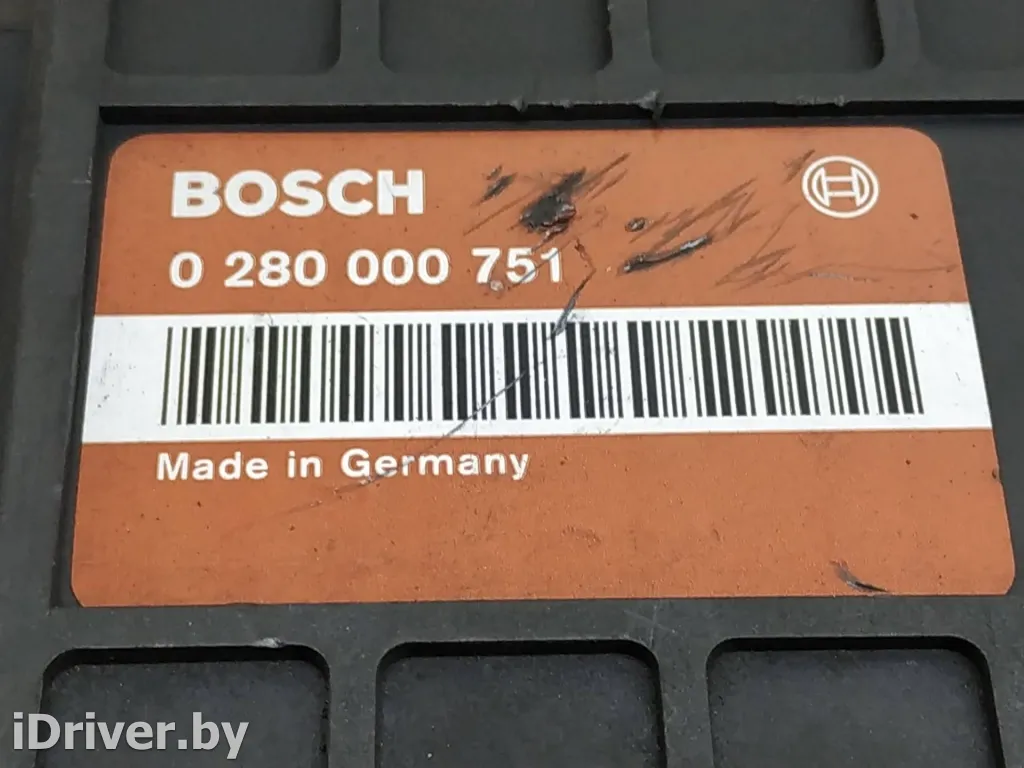 BOSCH
0 280 000 751
Made in Germany
iDriver.by